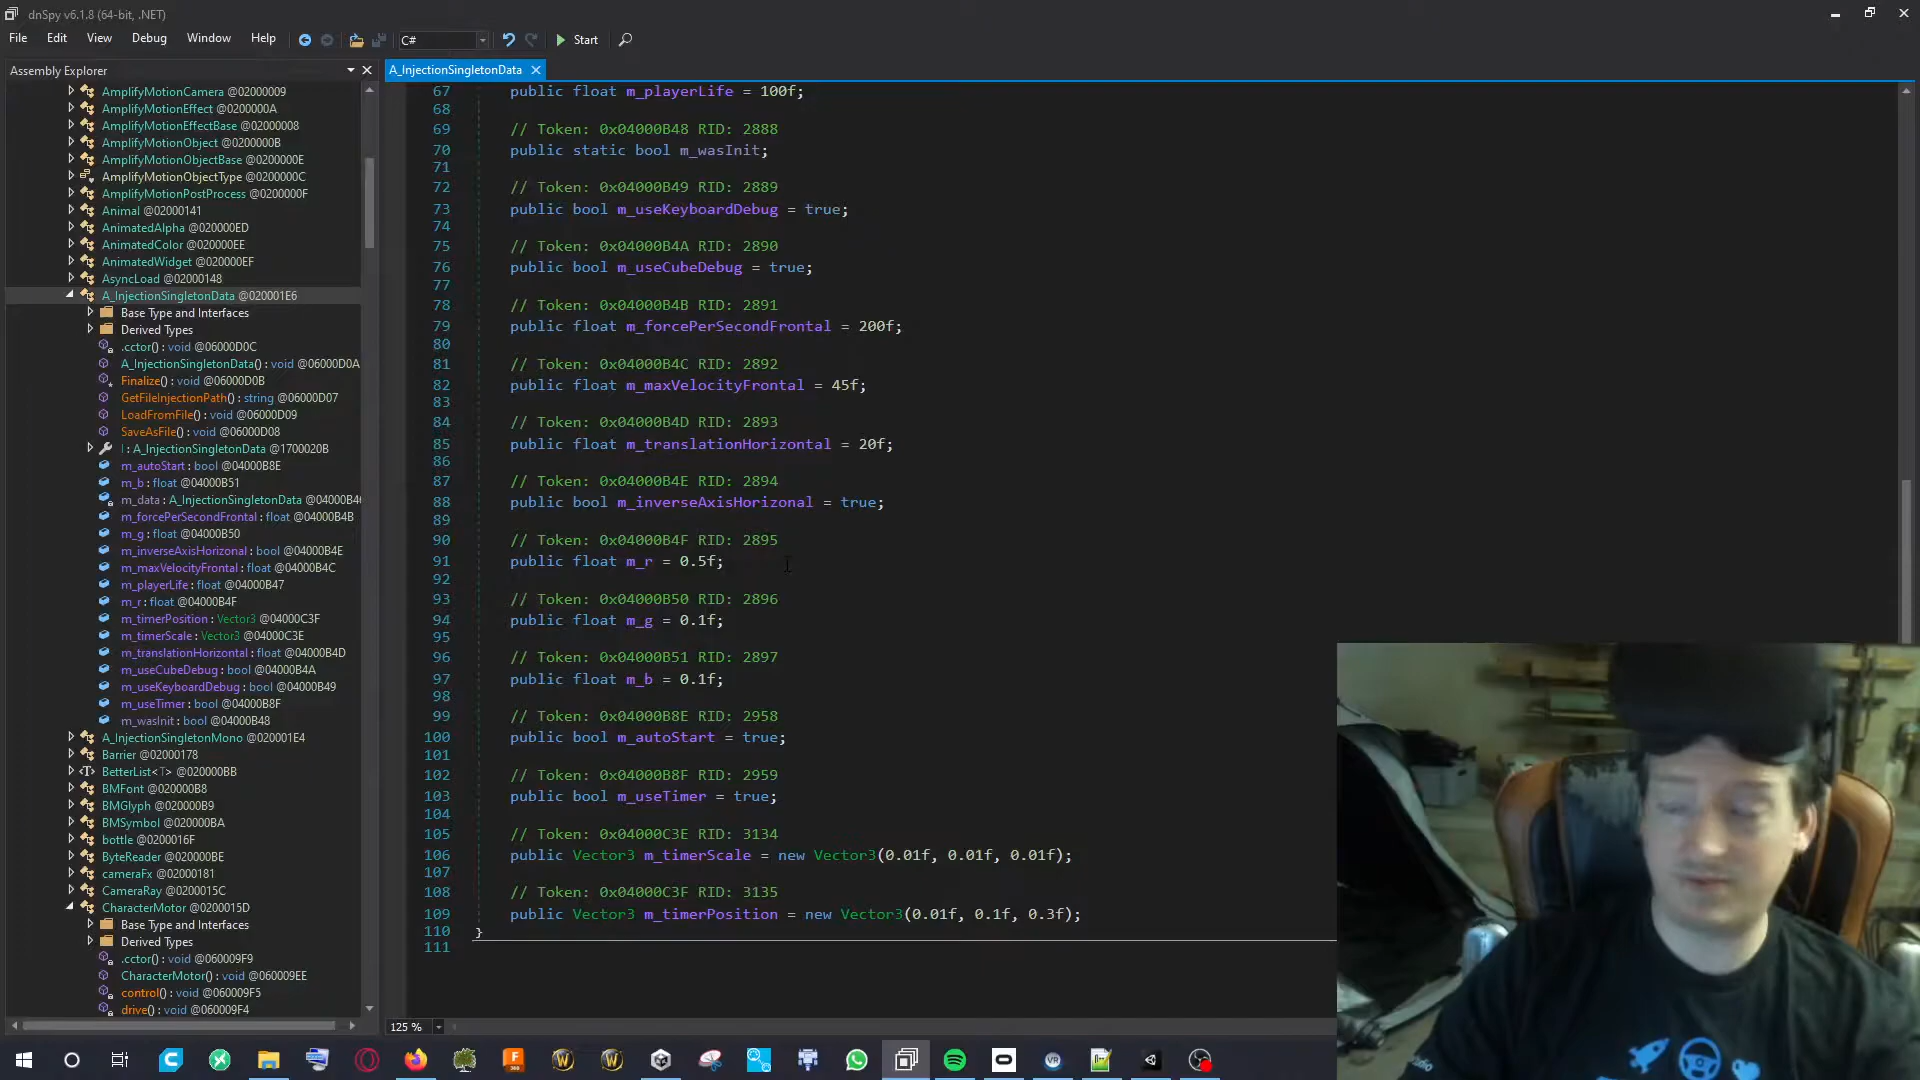 dnSpy v6.1.8 (64-bit, .NET)
File Edit View Debug Window Help C# Start
Assembly Explorer
A_InjectionSingletonData
AmplifyMotionCamera @02000009
AmplifyMotionEffect @0200000A
AmplifyMotionEffectBase @02000008
AmplifyMotionObject @0200000B
AmplifyMotionObjectBase @0200000E
AmplifyMotionObjectType @0200000C
AmplifyMotionPostProcess @0200000F
Animal @02000141
AnimatedAlpha @020000ED
AnimatedColor @020000EE
AnimatedWidget @020000EF
AsyncLoad @02000148
A_InjectionSingletonData @020001E6
Base Type and Interfaces
Derived Types
.cctor() : void @06000D0C
A_InjectionSingletonData() : void @06000D0A
Finalize() : void @06000D0B
GetFileInjectionPath() : string @06000D07
LoadFromFile() : void @06000D09
SaveAsFile() : void @06000D08
I : A_InjectionSingletonData @1700020B
m_autoStart : bool @04000B8E
m_b : float @04000B51
m_data : A_InjectionSingletonData @04000B4
m_forcePerSecondFrontal : float @04000B4B
m_g : float @04000B50
m_inverseAxisHorizonal : bool @04000B4E
m_maxVelocityFrontal : float @04000B4C
m_playerLife : float @04000B47
m_r : float @04000B4F
m_timerPosition : Vector3 @04000C3F
m_timerScale : Vector3 @04000C3E
m_translationHorizontal : float @04000B4D
m_useCubeDebug : bool @04000B4A
m_useKeyboardDebug : bool @04000B49
m_useTimer : bool @04000B8F
m_wasInit : bool @04000B48
A_InjectionSingletonMono @020001E4
Barrier @02000178
BetterList<T> @020000BB
BMFont @020000B8
BMGlyph @020000B9
BMSymbol @020000BA
bottle @0200016F
ByteReader @020000BE
cameraFx @02000181
CameraRay @0200015C
CharacterMotor @0200015D
Base Type and Interfaces
Derived Types
.cctor() : void @060009F9
CharacterMotor() : void @060009EE
control() : void @060009F5
drive() : void @060009F4
67 public float m_playerLife = 100f;
68
69 // Token: 0x04000B48 RID: 2888
70 public static bool m_wasInit;
71
72 // Token: 0x04000B49 RID: 2889
73 public bool m_useKeyboardDebug = true;
74
75 // Token: 0x04000B4A RID: 2890
76 public bool m_useCubeDebug = true;
77
78 // Token: 0x04000B4B RID: 2891
79 public float m_forcePerSecondFrontal = 200f;
80
81 // Token: 0x04000B4C RID: 2892
82 public float m_maxVelocityFrontal = 45f;
83
84 // Token: 0x04000B4D RID: 2893
85 public float m_translationHorizontal = 20f;
86
87 // Token: 0x04000B4E RID: 2894
88 public bool m_inverseAxisHorizonal = true;
89
90 // Token: 0x04000B4F RID: 2895
91 public float m_r = 0.5f;
92
93 // Token: 0x04000B50 RID: 2896
94 public float m_g = 0.1f;
95
96 // Token: 0x04000B51 RID: 2897
97 public float m_b = 0.1f;
98
99 // Token: 0x04000B8E RID: 2958
100 public bool m_autoStart = true;
101
102 // Token: 0x04000B8F RID: 2959
103 public bool m_useTimer = true;
104
105 // Token: 0x04000C3E RID: 3134
106 public Vector3 m_timerScale = new Vector3(0.01f, 0.01f, 0.01f);
107
108 // Token: 0x04000C3F RID: 3135
109 public Vector3 m_timerPosition = new Vector3(0.01f, 0.1f, 0.3f);
110 }
111
125 %